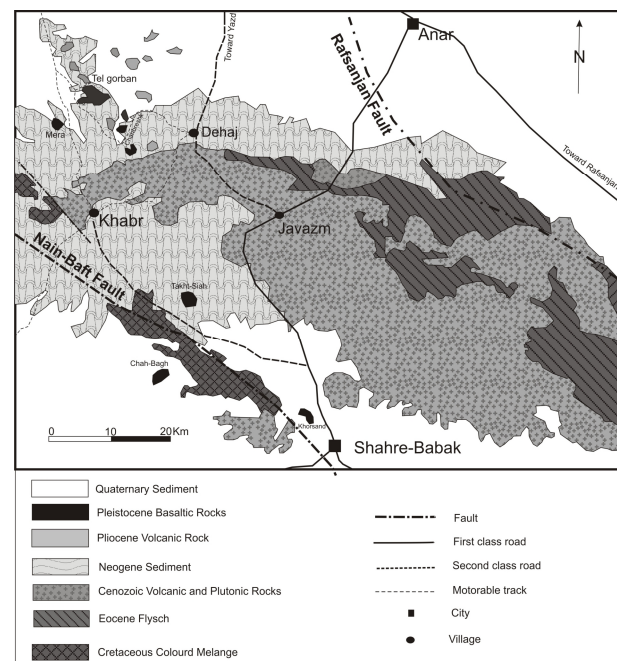 Anar
N
Toward Yazd
Rafsanjan Fault
Tel gorban
Mera
Dehaj
Toward Rafsanjan
Khabr
Javazm
Nain-Baft Fault
Takht-Siah
Chah-Bagh
Khorsand
0 10 20Km
Shahre-Babak
Quaternary Sediment
Pleistocene Basaltic Rocks
Pliocene Volcanic Rock
Neogene Sediment
Cenozoic Volcanic and Plutonic Rocks
Eocene Flysch
Cretaceous Colourd Melange
Fault
First class road
Second class road
Motorable track
City
Village